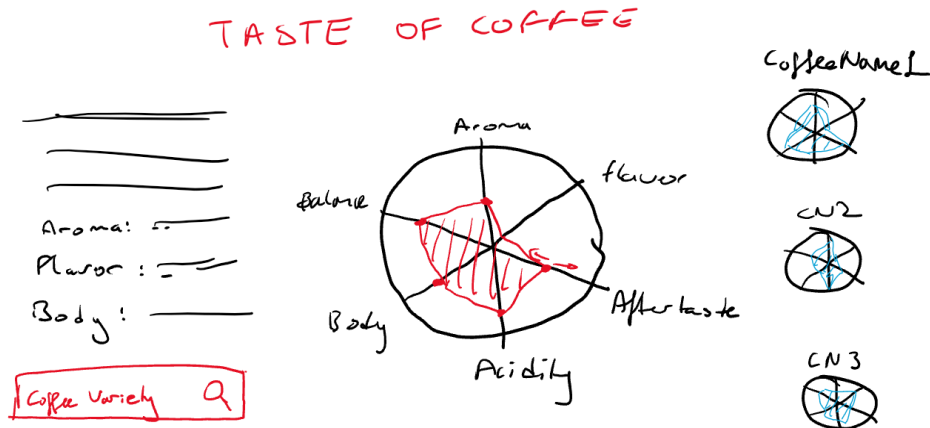 TASTE OF COFFEE
Aroma:
Flavor:
Body:
Coffee Variety
Aroma
flavor
Aftertaste
Acidity
Body
Balance
CoffeeName1
CN2
CN3